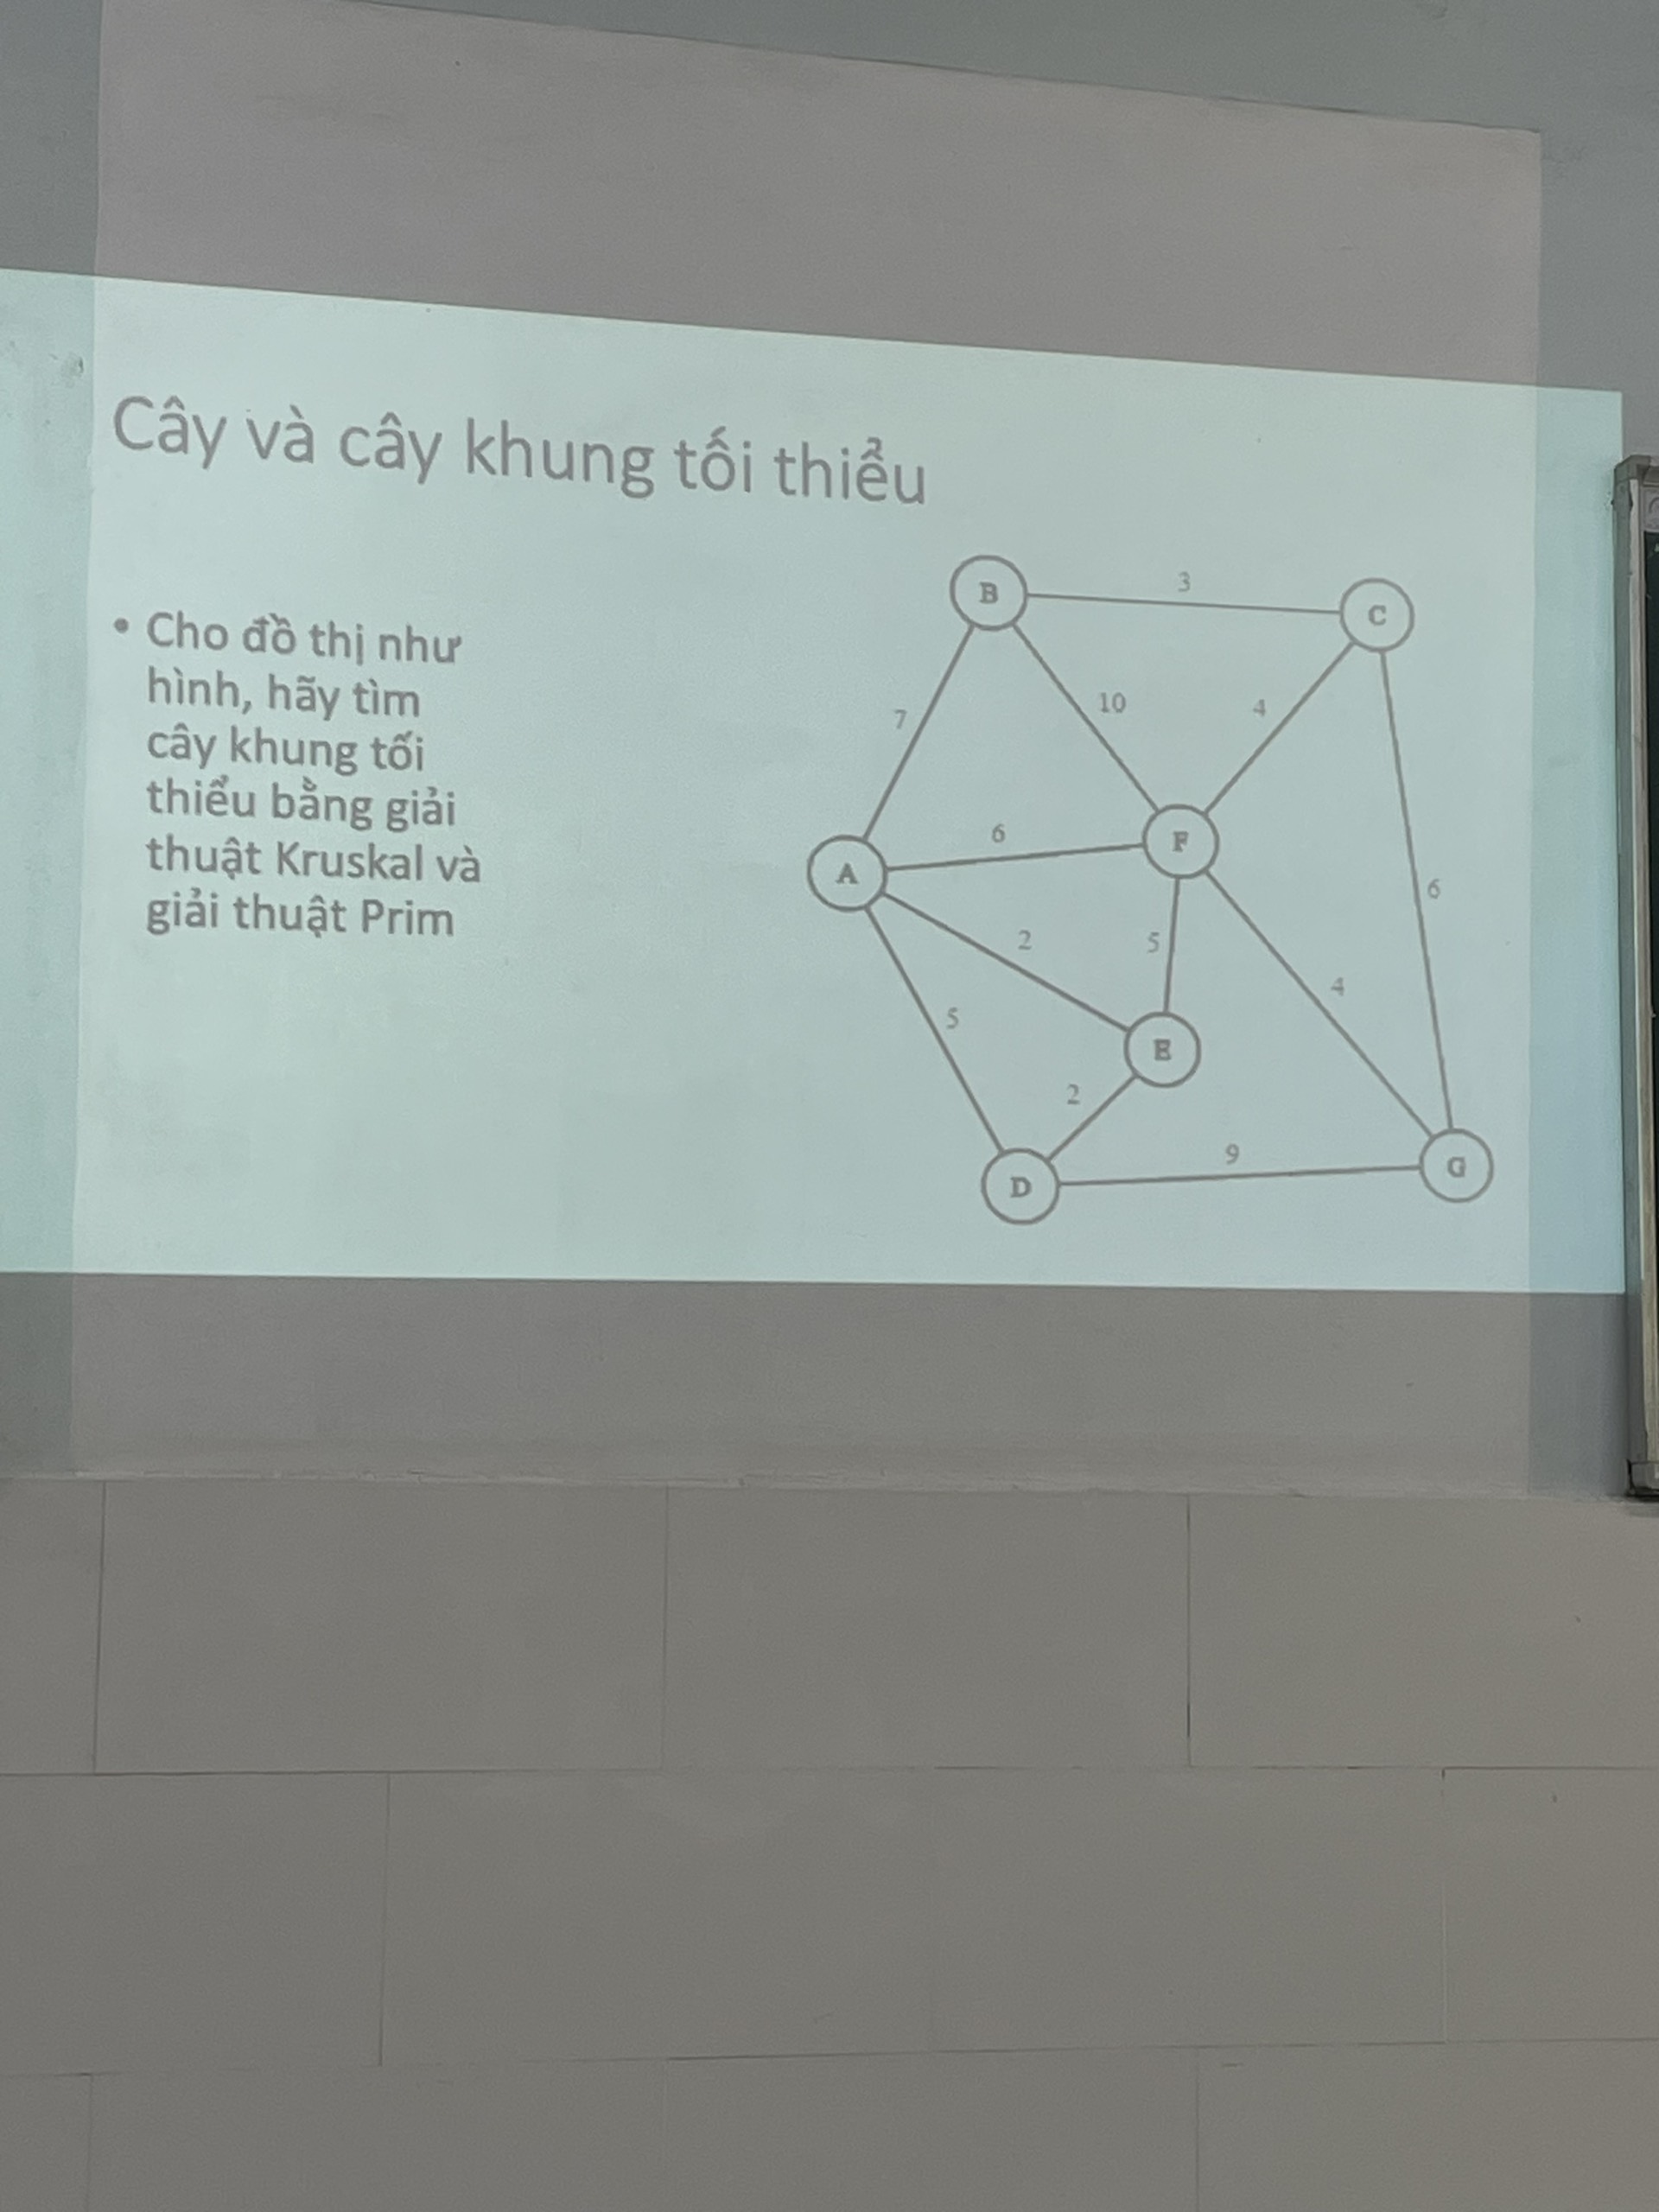 Cây và cây khung tối thiểu
• Cho đồ thị như
hình, hãy tìm
cây khung tối
thiểu bằng giải
thuật Kruskal và
giải thuật Prim
B
3
C
7
10
4
6
F
A
6
2
5
4
5
E
2
9
G
D